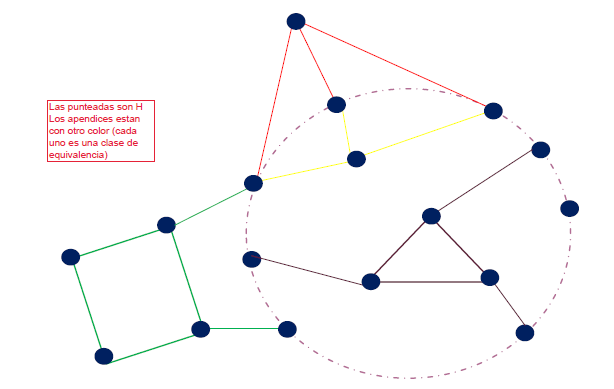 Las punteadas son H
Los apendices estan
con otro color (cada
uno es una clase de
equivalencia)